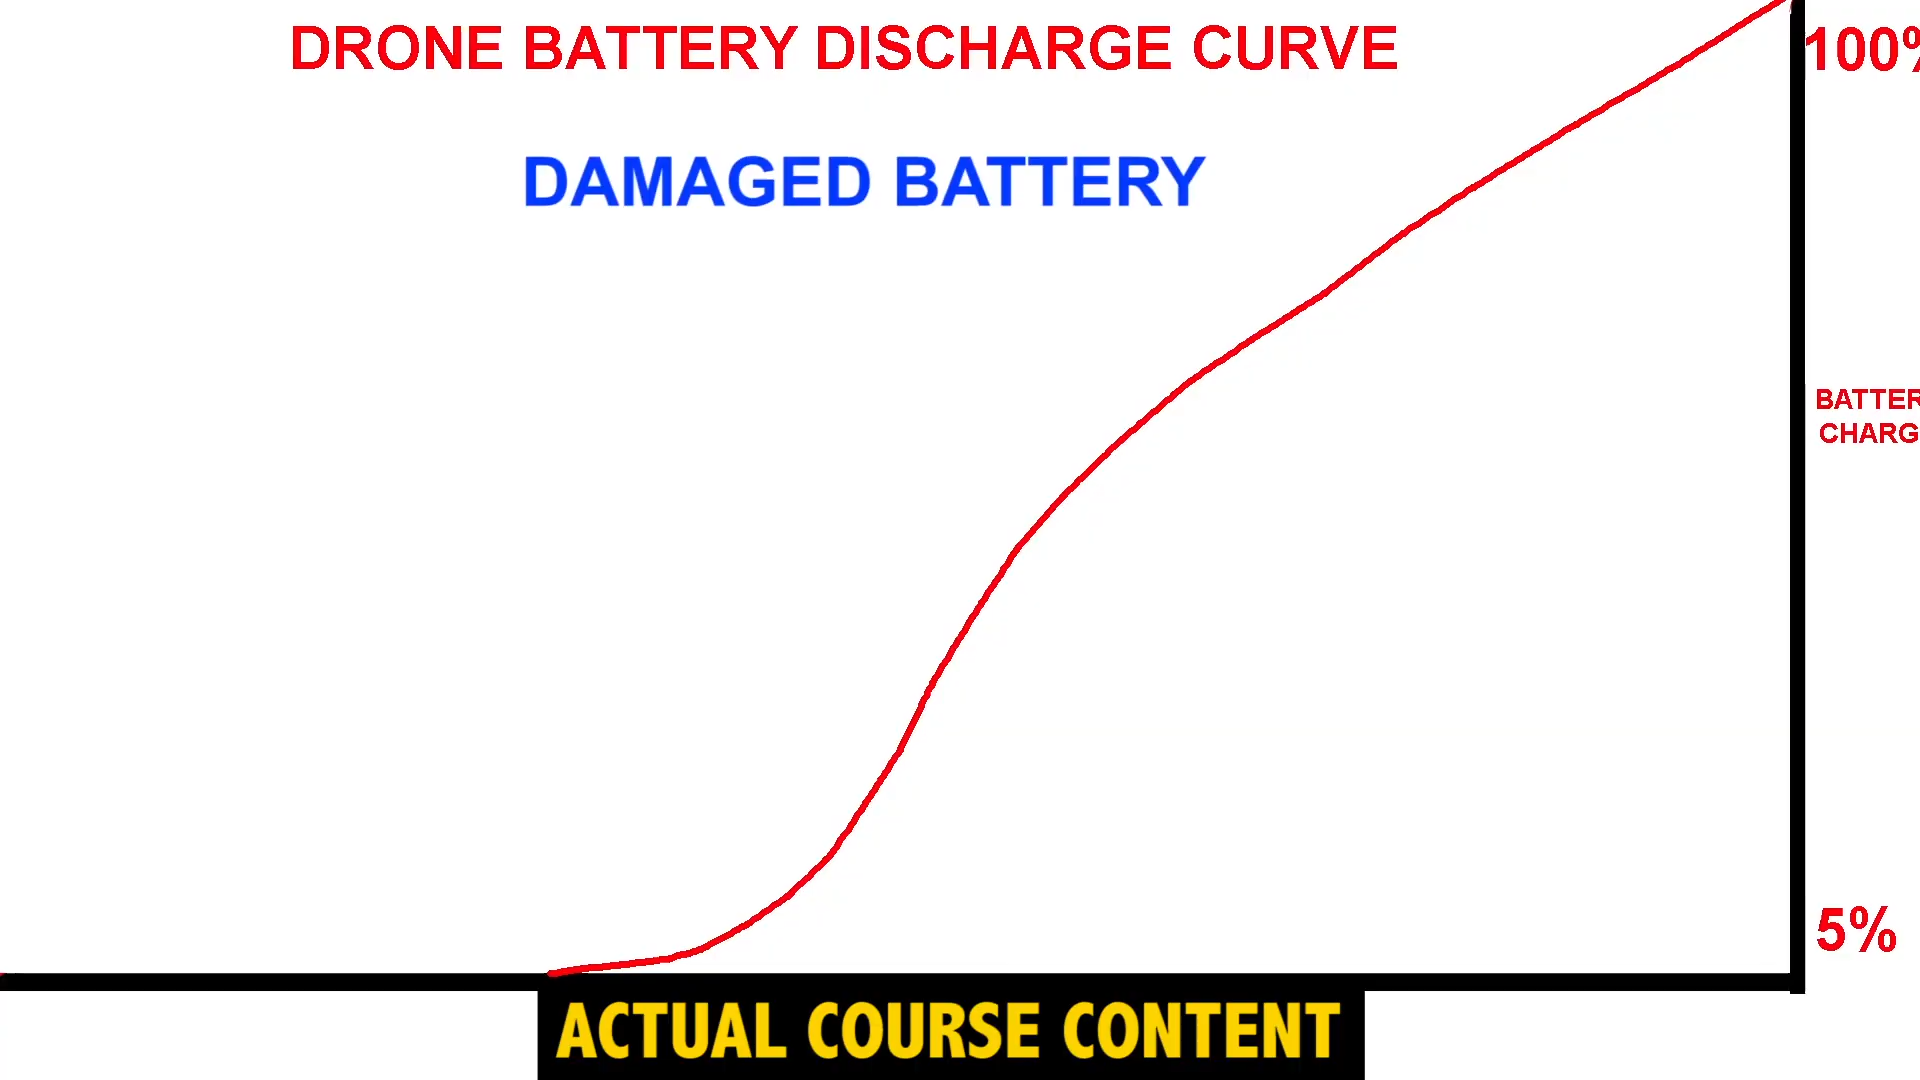 DRONE BATTERY DISCHARGE CURVE
100%
DAMAGED BATTERY
BATTER
CHARG
5%
ACTUAL COURSE CONTENT